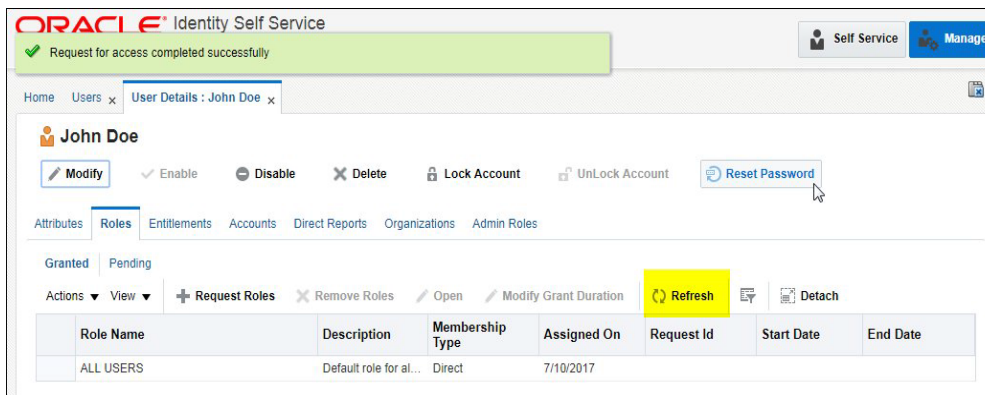 ORACLE® Identity Self Service
Request for access completed successfully
Self Service Manage
Home Users x User Details : John Doe x
John Doe
Modify Enable Disable Delete Lock Account UnLock Account Reset Password
Attributes Roles Entitlements Accounts Direct Reports Organizations Admin Roles
Granted Pending
Actions View Request Roles Remove Roles Open Modify Grant Duration Refresh Detach
Role Name Description Membership Type Assigned On Request Id Start Date End Date
ALL USERS Default role for al... Direct 7/10/2017